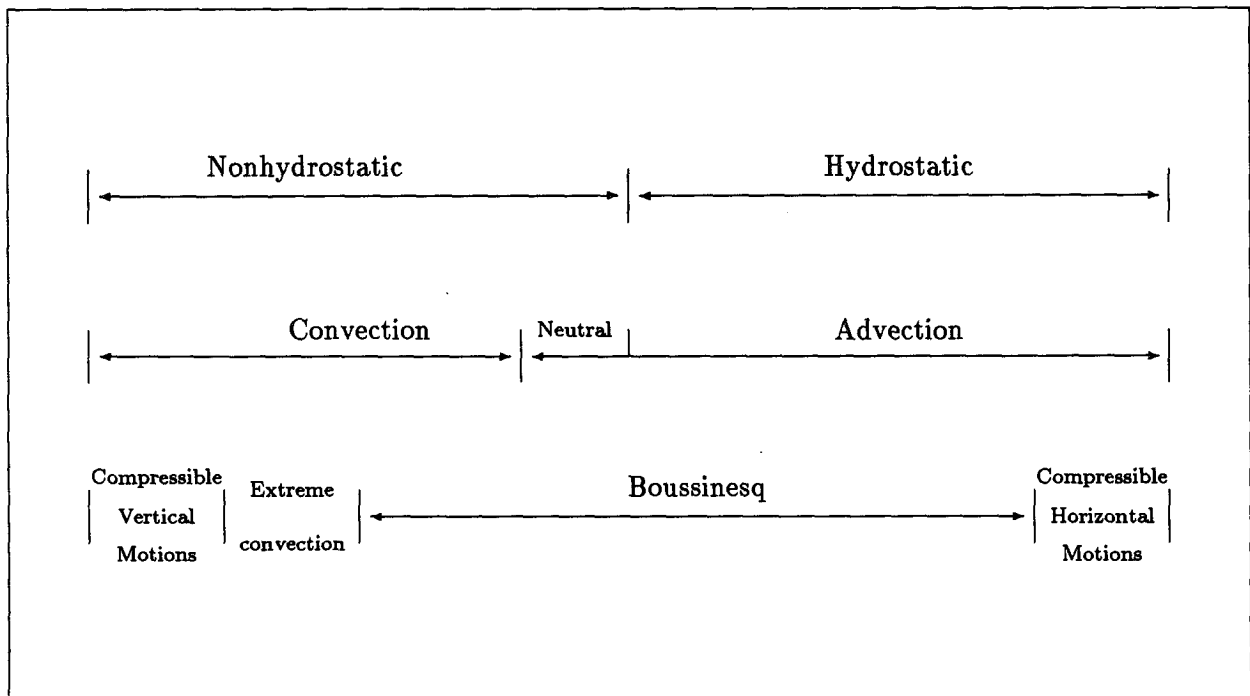 Nonhydrostatic Hydrostatic
Convection Neutral Advection
Compressible Vertical Motions
Extreme convection
Boussinesq
Compressible Horizontal Motions